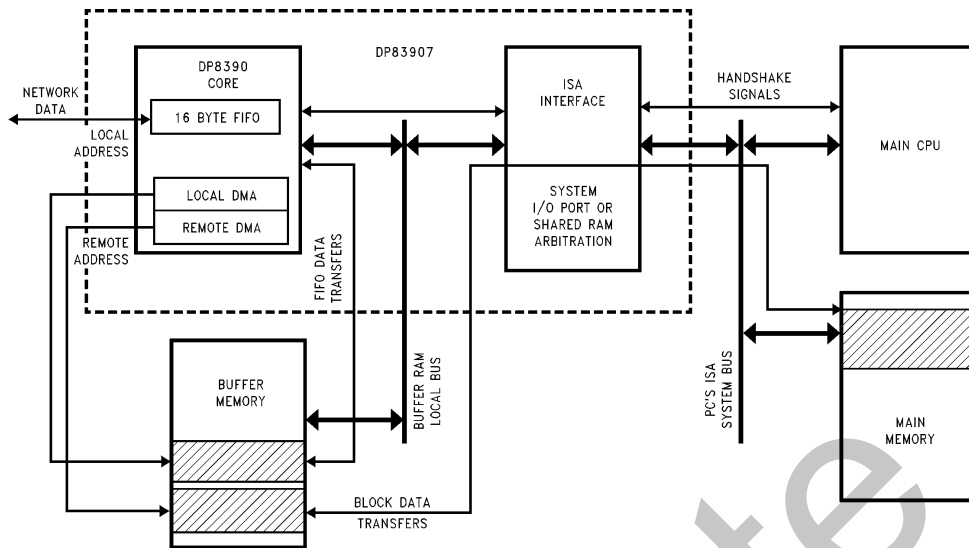 DP8390
CORE
DP83907
NETWORK
DATA
16 BYTE FIFO
LOCAL
ADDRESS
LOCAL DMA
REMOTE DMA
REMOTE
ADDRESS
FIFO DATA
TRANSFERS
ISA
INTERFACE
SYSTEM
I/O PORT OR
SHARED RAM
ARBITRATION
HANDSHAKE
SIGNALS
MAIN CPU
BUFFER
MEMORY
BUFFER RAM
LOCAL BUS
PC'S ISA
SYSTEM BUS
MAIN
MEMORY
BLOCK DATA
TRANSFERS